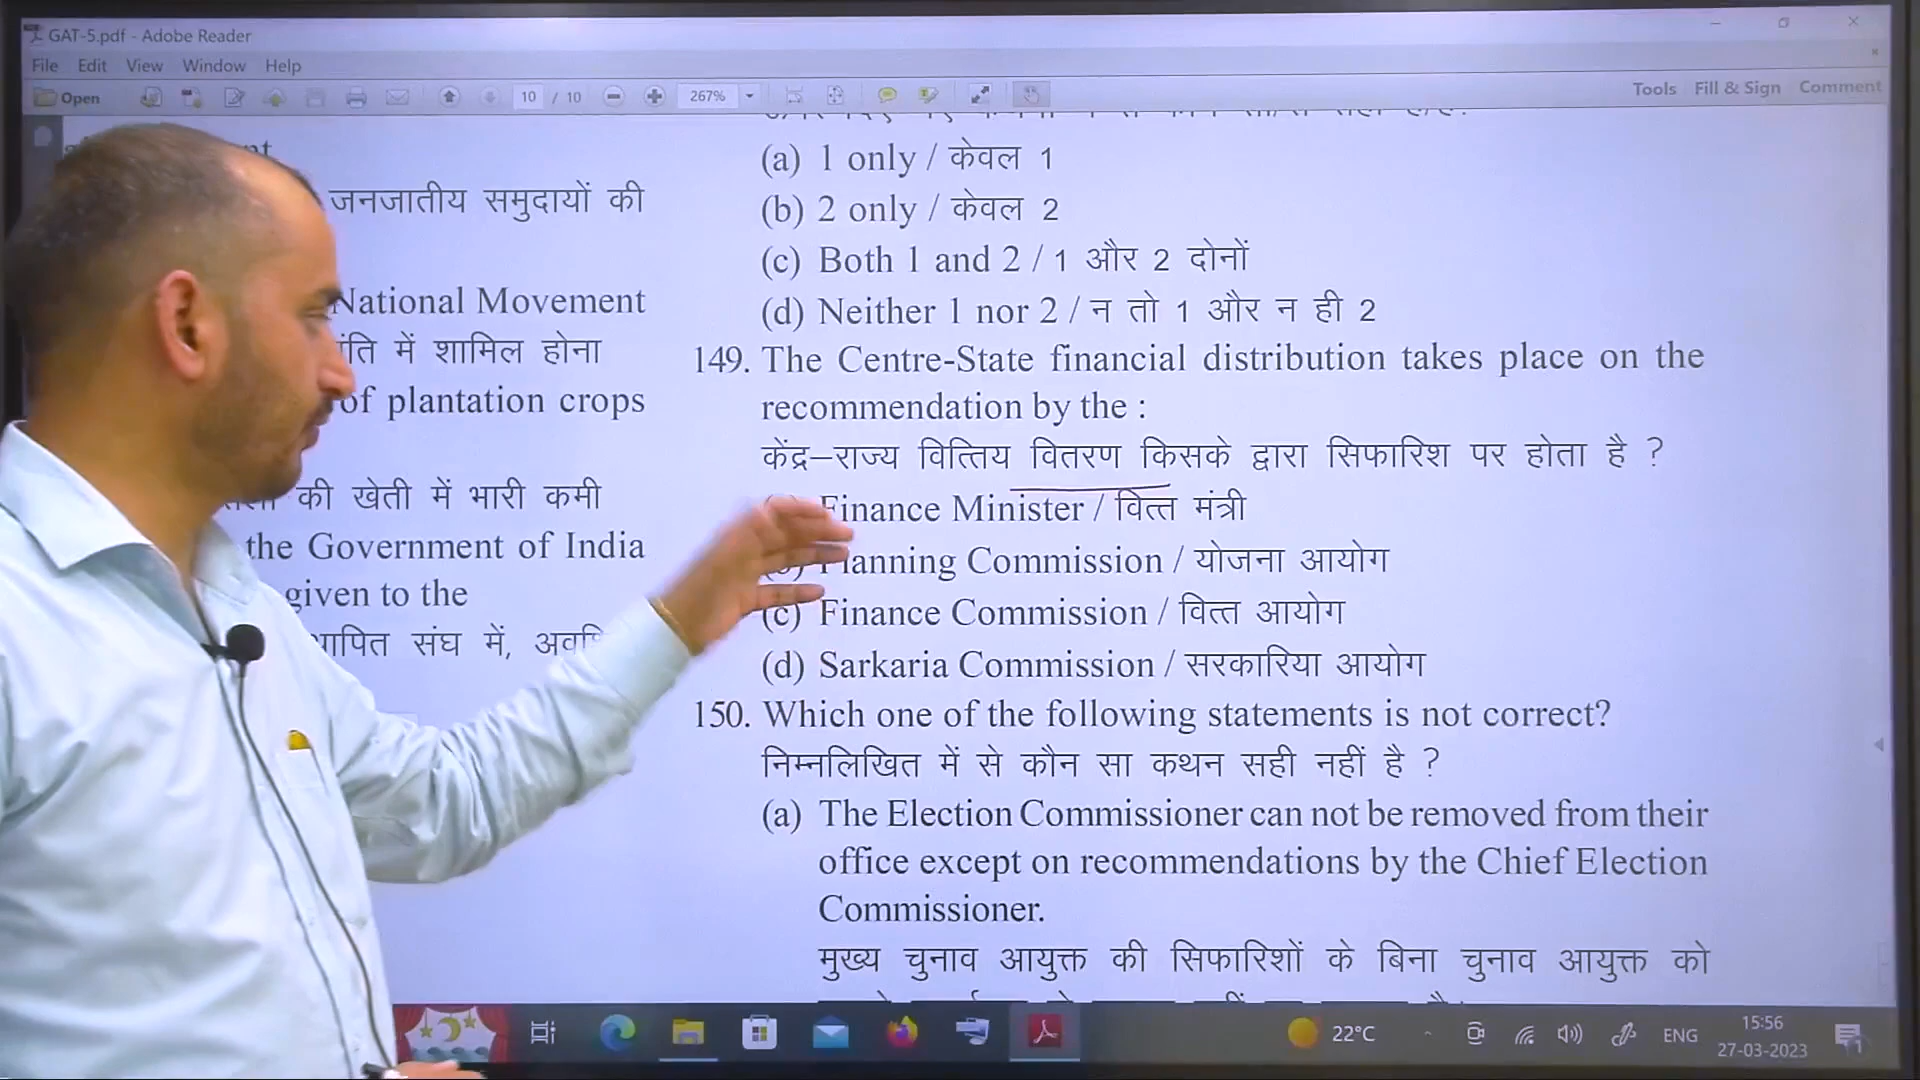 GAT-5.pdf - Adobe Reader
File Edit View Window Help
Open 10 / 10 267% Tools Fill & Sign Comment
जनजातीय समुदायों की
National Movement
में शामिल होना
of plantation crops
की खेती में भारी कमी
the Government of India
given to the
संघ में,
(a) 1 only / केवल 1
(b) 2 only / केवल 2
(c) Both 1 and 2 / 1 और 2 दोनों
(d) Neither 1 nor 2 / न तो 1 और न ही 2
149. The Centre-State financial distribution takes place on the
recommendation by the :
केंद्र–राज्य वित्तिय वितरण किसके द्वारा सिफारिश पर होता है ?
Finance Minister / वित्त मंत्री
Planning Commission / योजना आयोग
(c) Finance Commission / वित्त आयोग
(d) Sarkaria Commission / सरकारिया आयोग
150. Which one of the following statements is not correct?
निम्नलिखित में से कौन सा कथन सही नहीं है ?
(a) The Election Commissioner can not be removed from their
office except on recommendations by the Chief Election
Commissioner.
मुख्य चुनाव आयुक्त की सिफारिशों के बिना चुनाव आयुक्त को
22°C ENG 15:56
27-03-2023